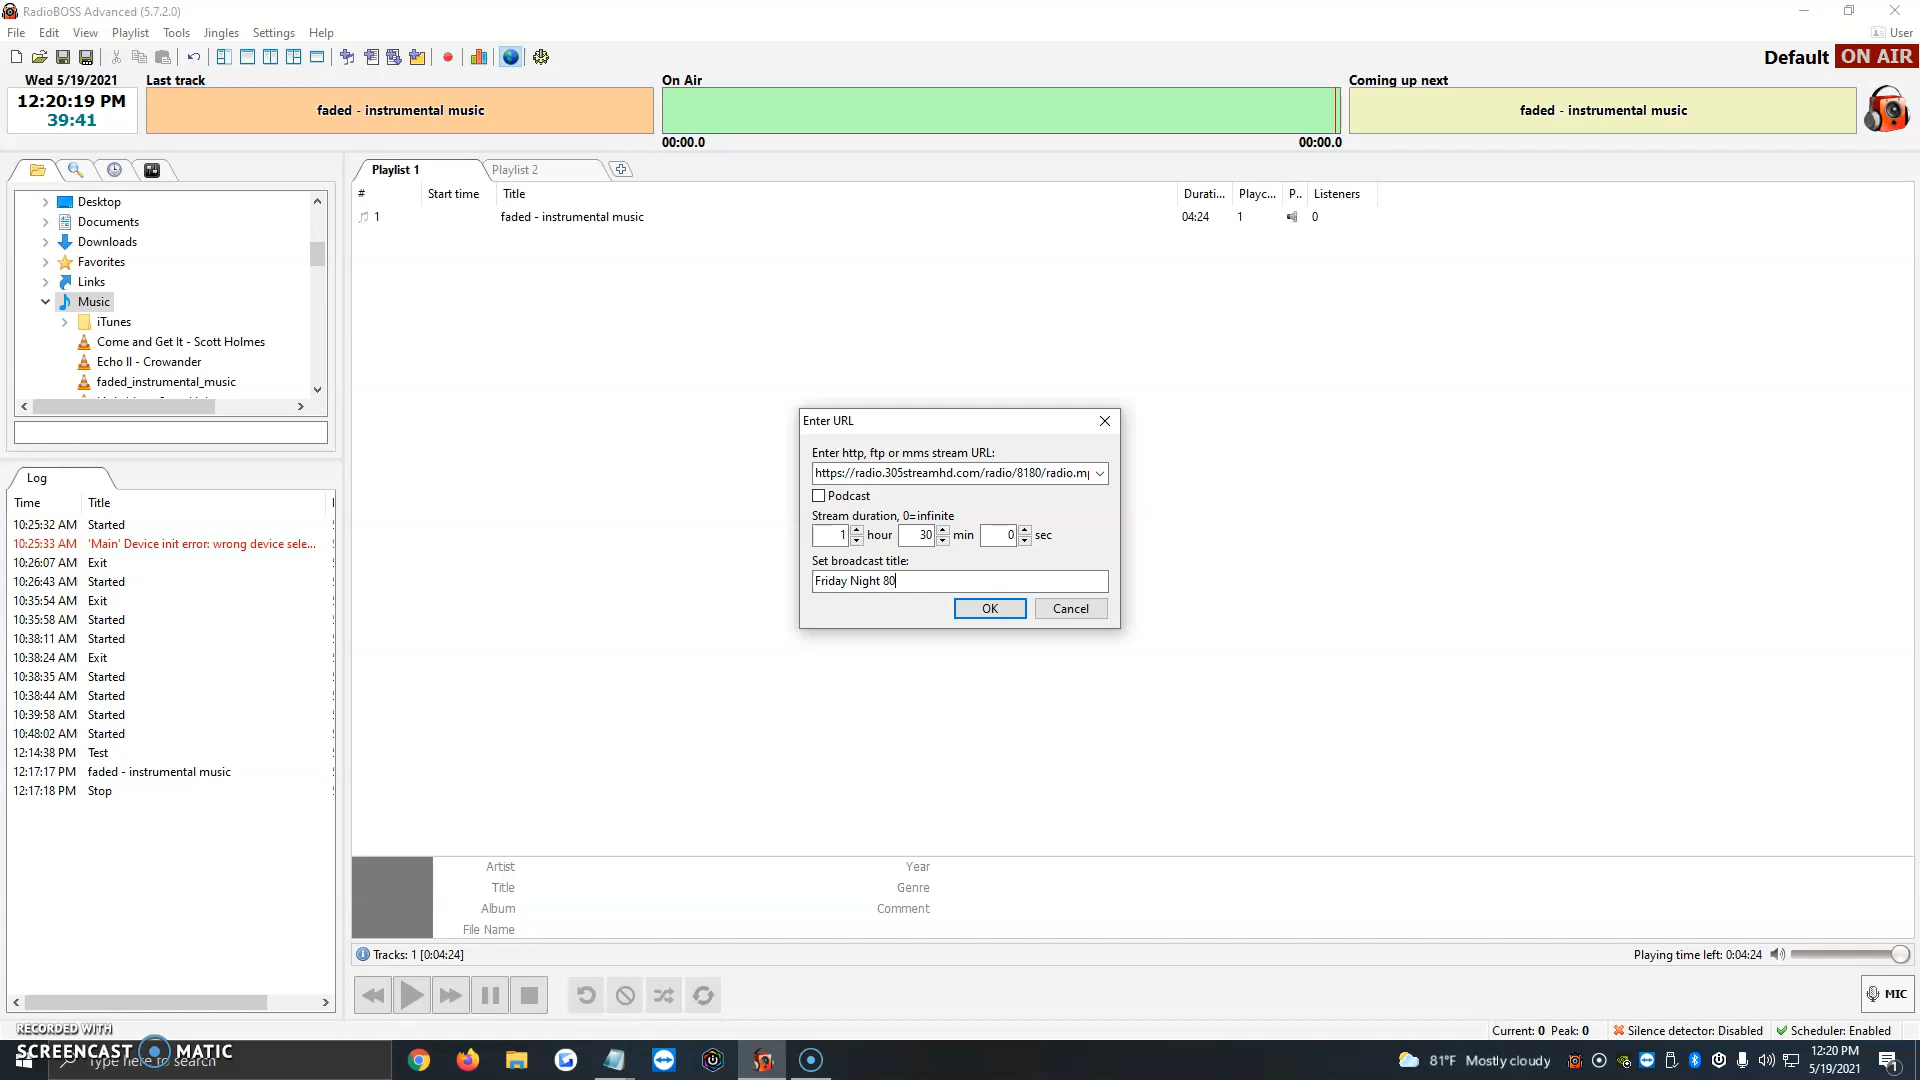 RadioBOSS Advanced (5.7.2.0)
File Edit View Playlist Tools Jingles Settings Help
User
Default ON AIR
Wed 5/19/2021
12:20:19 PM
39:41
Last track
faded - instrumental music
On Air
00:00.0 00:00.0
Coming up next
faded - instrumental music
Desktop
Documents
Downloads
Favorites
Links
Music
iTunes
Come and Get It - Scott Holmes
Echo II - Crowander
faded_instrumental_music
Playlist 1 Playlist 2
# Start time Title Durati... Playc... P.. Listeners
1 faded - instrumental music 04:24 1 0
Enter URL
Enter http, ftp or mms stream URL:
https://radio.305streamhd.com/radio/8180/radio.m
Podcast
Stream duration, 0=infinite
1 hour 30 min 0 sec
Set broadcast title:
Friday Night 80
OK Cancel
Log
Time Title
10:25:32 AM Started
10:25:33 AM 'Main' Device init error: wrong device sele...
10:26:07 AM Exit
10:26:43 AM Started
10:35:54 AM Exit
10:35:58 AM Started
10:38:11 AM Started
10:38:24 AM Exit
10:38:35 AM Started
10:38:44 AM Started
10:39:58 AM Started
10:48:02 AM Started
12:14:38 PM Test
12:17:17 PM faded - instrumental music
12:17:18 PM Stop
Artist Year
Title Genre
Album Comment
File Name
Tracks: 1 [0:04:24]
Playing time left: 0:04:24
MIC
Current: 0 Peak: 0 Silence detector: Disabled Scheduler: Enabled
RECORDED WITH
SCREENCAST MATIC
Type here to search
81°F Mostly cloudy
12:20 PM
5/19/2021
1